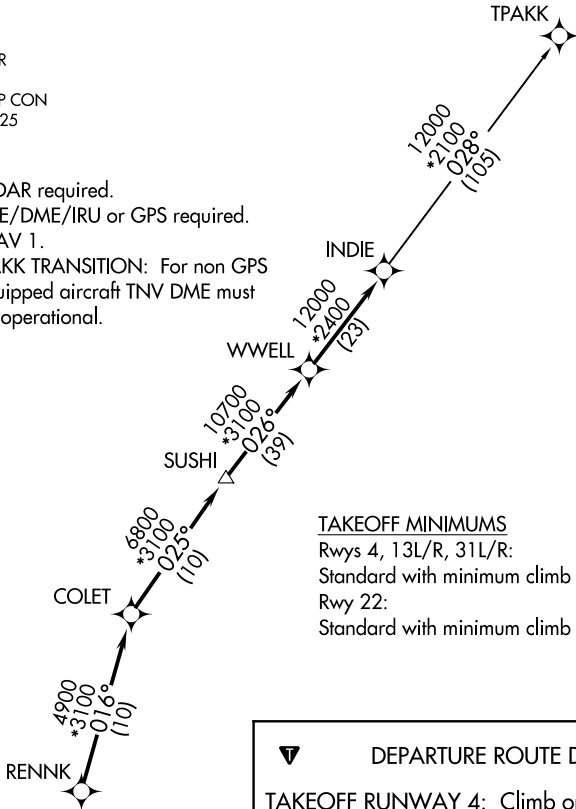 TPAKK
R
P CON
25
12000
*2100
028°
(105)
DAR required.
E/DME/IRU or GPS required.
AV 1.
AKK TRANSITION: For non GPS
uipped aircraft TNV DME must
operational.
INDIE
12000
*2400
(23)
WWELL
10700
*3100
026°
(39)
SUSHI
6800
*3100
025°
(10)
TAKEOFF MINIMUMS
Rwys 4, 13L/R, 31L/R:
Standard with minimum climb
Rwy 22:
Standard with minimum climb
COLET
4900
*3100
016°
(10)
RENNK
T
DEPARTURE ROUTE D
TAKEOFF RUNWAY 4: Climb o